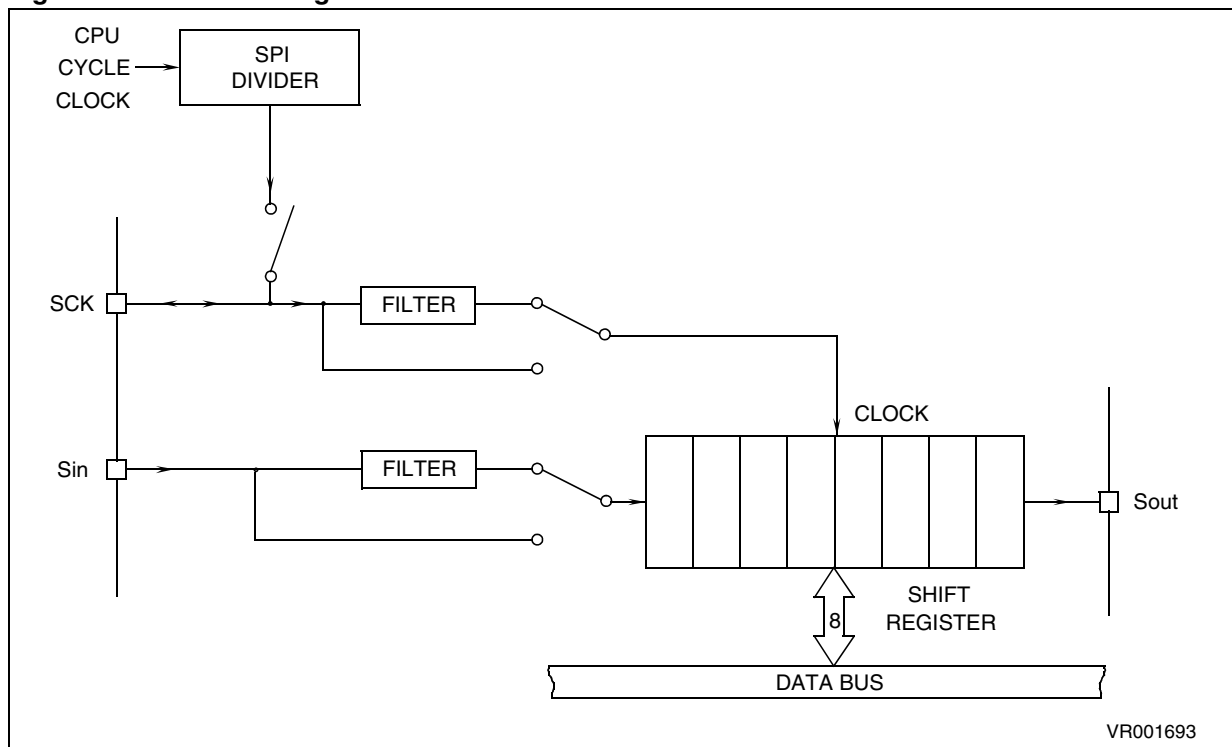 CPU
CYCLE
CLOCK
SPI
DIVIDER
SCK
FILTER
CLOCK
Sin
FILTER
Sout
SHIFT
REGISTER
8
DATA BUS
VR001693